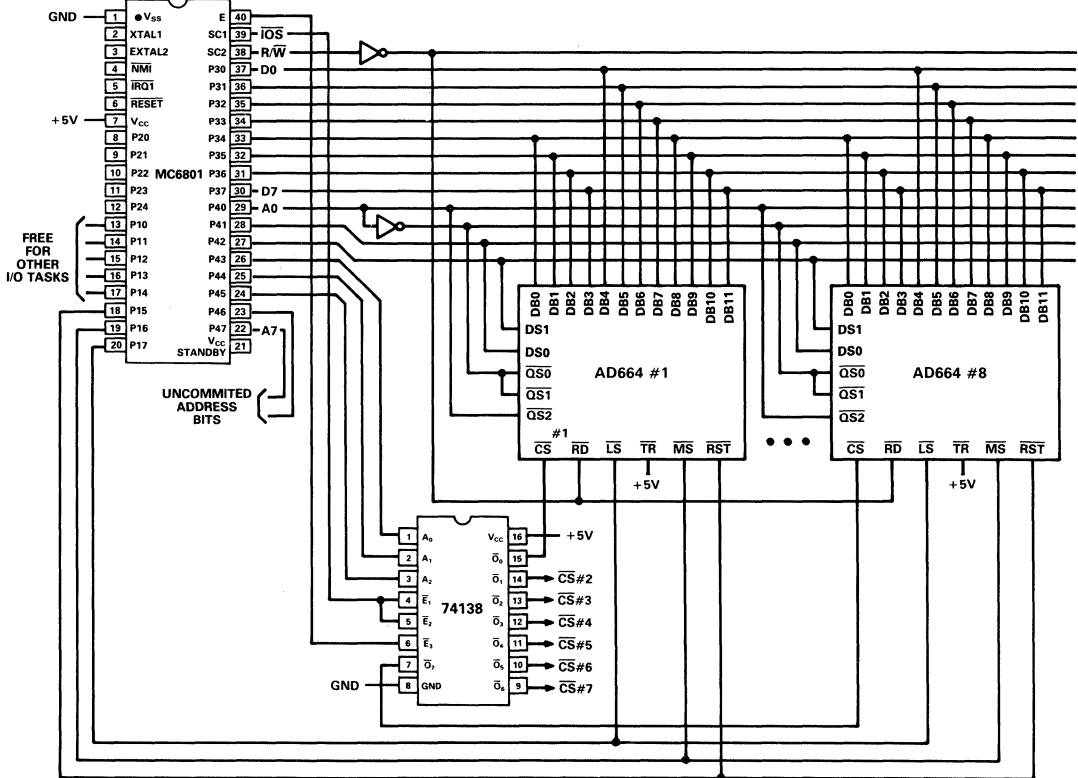 GND
+5V
FREE
FOR
OTHER
I/O TASKS
1 ●VSS E 40
2 XTAL1 SC1 39 IOS
3 EXTAL2 SC2 38 R/W
4 NMI P30 37 D0
5 IRQ1 P31 36
6 RESET P32 35
7 VCC P33 34
8 P20 P34 33
9 P21 P35 32
10 P22 MC6801 P36 31
11 P23 P37 30 D7
12 P24 P40 29 A0
13 P10 P41 28
14 P11 P42 27
15 P12 P43 26
16 P13 P44 25
17 P14 P45 24
18 P15 P46 23
19 P16 P47 22 A7
20 P17 VCC STANDBY 21
UNCOMMITED
ADDRESS
BITS
DB0 DB1 DB2 DB3 DB4 DB5 DB6 DB7 DB8 DB9 DB10 DB11
DS1
DS0
AD664 #1
QS0
QS1
QS2
#1
CS RD LS TR MS RST
+5V
DB0 DB1 DB2 DB3 DB4 DB5 DB6 DB7 DB8 DB9 DB10 DB11
DS1
DS0
AD664 #8
QS0
QS1
QS2
CS RD LS TR MS RST
+5V
1 A0 VCC 16 +5V
2 A1 O0 15
3 A2 O1 14 CS#2
4 E1 O2 13 CS#3
74138
5 E2 O3 12 CS#4
6 E3 O4 11 CS#5
7 O7 O5 10 CS#6
GND 8 GND O6 9 CS#7